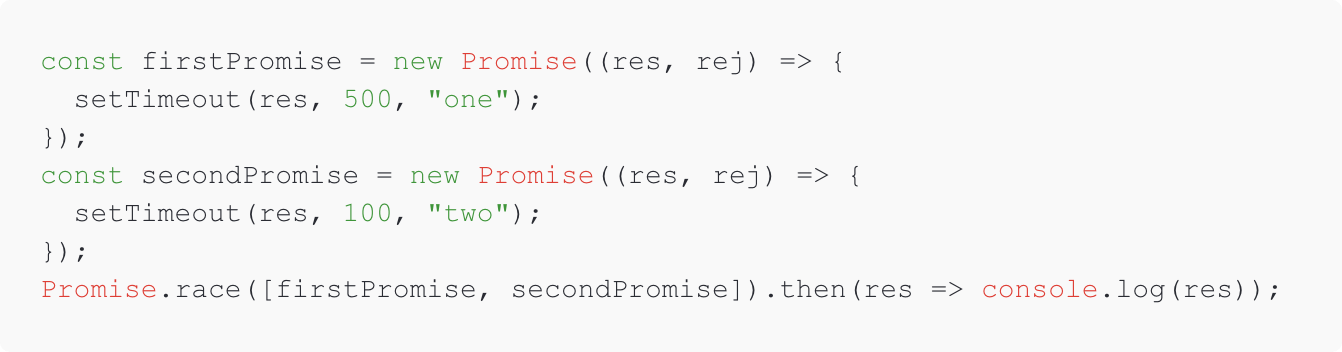 const firstPromise = new Promise((res, rej) => {
  setTimeout(res, 500, "one");
});
const secondPromise = new Promise((res, rej) => {
  setTimeout(res, 100, "two");
});
Promise.race([firstPromise, secondPromise]).then(res => console.log(res));